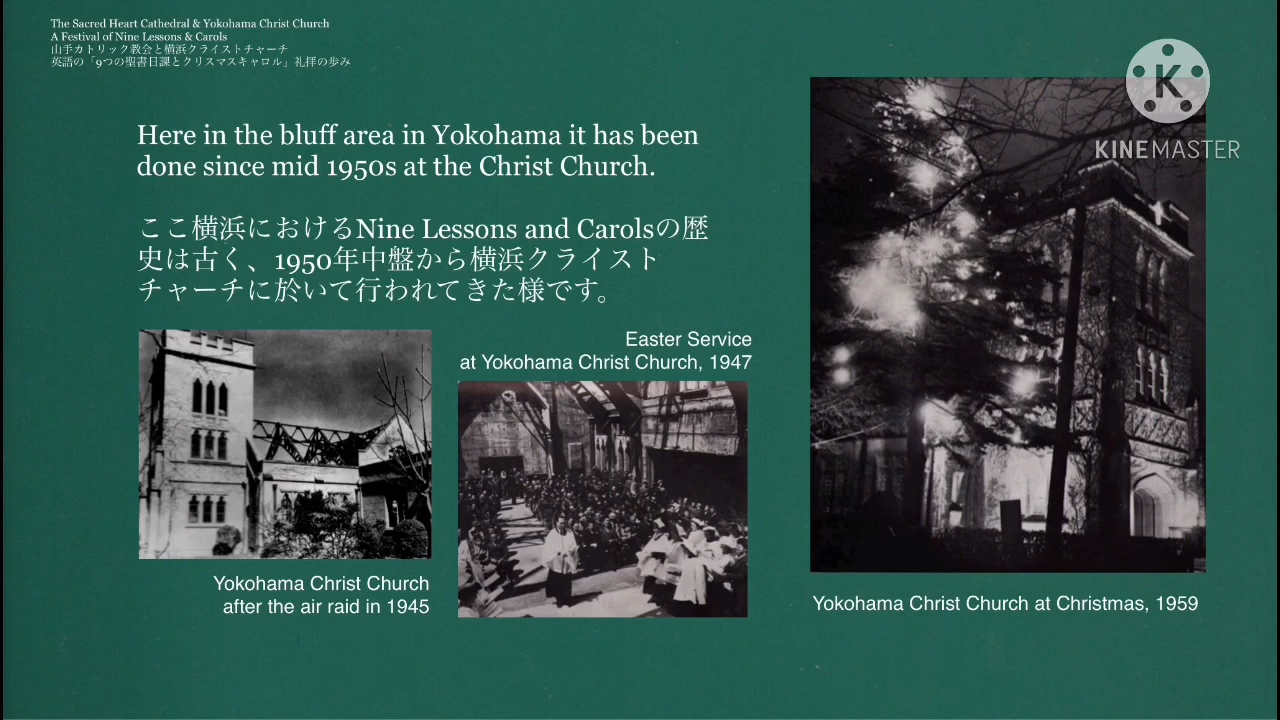 The Sacred Heart Cathedral & Yokohama Christ Church
A Festival of Nine Lessons & Carols
山手カトリック教会と横浜クライストチャーチ
英語の「9つの聖書日課とクリスマスキャロル」礼拝の歩み
K
KINEMASTER
Here in the bluff area in Yokohama it has been
done since mid 1950s at the Christ Church.
ここ横浜におけるNine Lessons and Carolsの歴
史は古く、1950年中盤から横浜クライスト
チャーチに於いて行われてきた様です。
Easter Service
at Yokohama Christ Church, 1947
Yokohama Christ Church
after the air raid in 1945
Yokohama Christ Church at Christmas, 1959